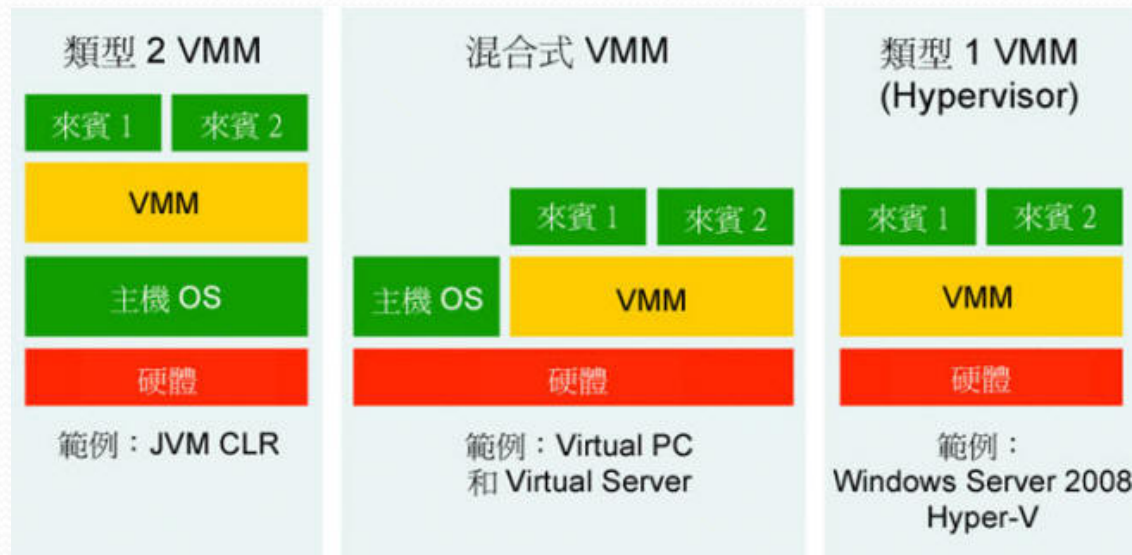 類型 2 VMM
來賓 1
來賓 2
VMM
主機 OS
硬體
範例：JVM CLR
混合式 VMM
來賓 1
來賓 2
主機 OS
VMM
硬體
範例：Virtual PC
和 Virtual Server
類型 1 VMM
(Hypervisor)
來賓 1
來賓 2
VMM
硬體
範例：
Windows Server 2008
Hyper-V